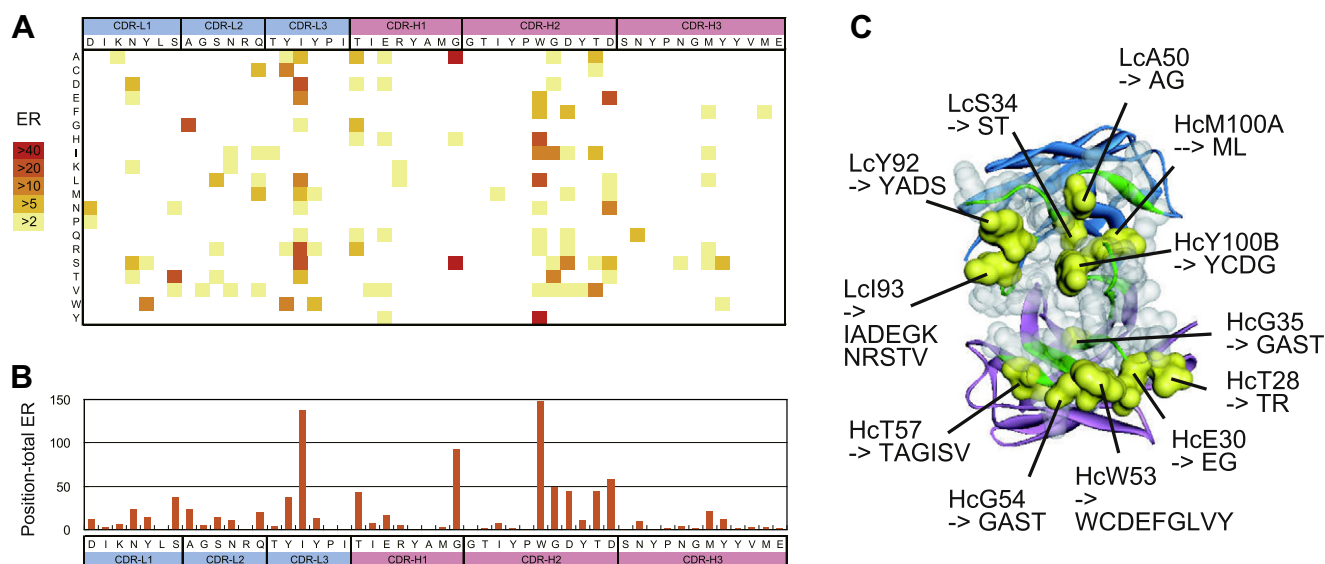 A
CDR-L1 CDR-L2 CDR-L3 CDR-H1 CDR-H2 CDR-H3
D I K N Y L S A G S N R Q T Y I Y P I T I E R Y A M G G T I Y P W G D Y T D S N Y P N G M Y Y V M E
A
C
D
E
F
G
H
I
K
L
M
N
P
Q
R
S
T
V
W
Y
ER
>40
>20
>10
>5
>2
B
Position-total ER
150
100
50
0
D I K N Y L S A G S N R Q T Y I Y P I T I E R Y A M G G T I Y P W G D Y T D S N Y P N G M Y Y V M E
CDR-L1 CDR-L2 CDR-L3 CDR-H1 CDR-H2 CDR-H3
C
LcA50
-> AG
LcS34
-> ST
HcM100A
--> ML
LcY92
-> YADS
HcY100B
-> YCDG
LcI93
->
IADEGK
NRSTV
HcG35
-> GAST
HcT28
-> TR
HcT57
-> TAGISV
HcE30
-> EG
HcG54
-> GAST
HcW53
->
WCDEFGLVY